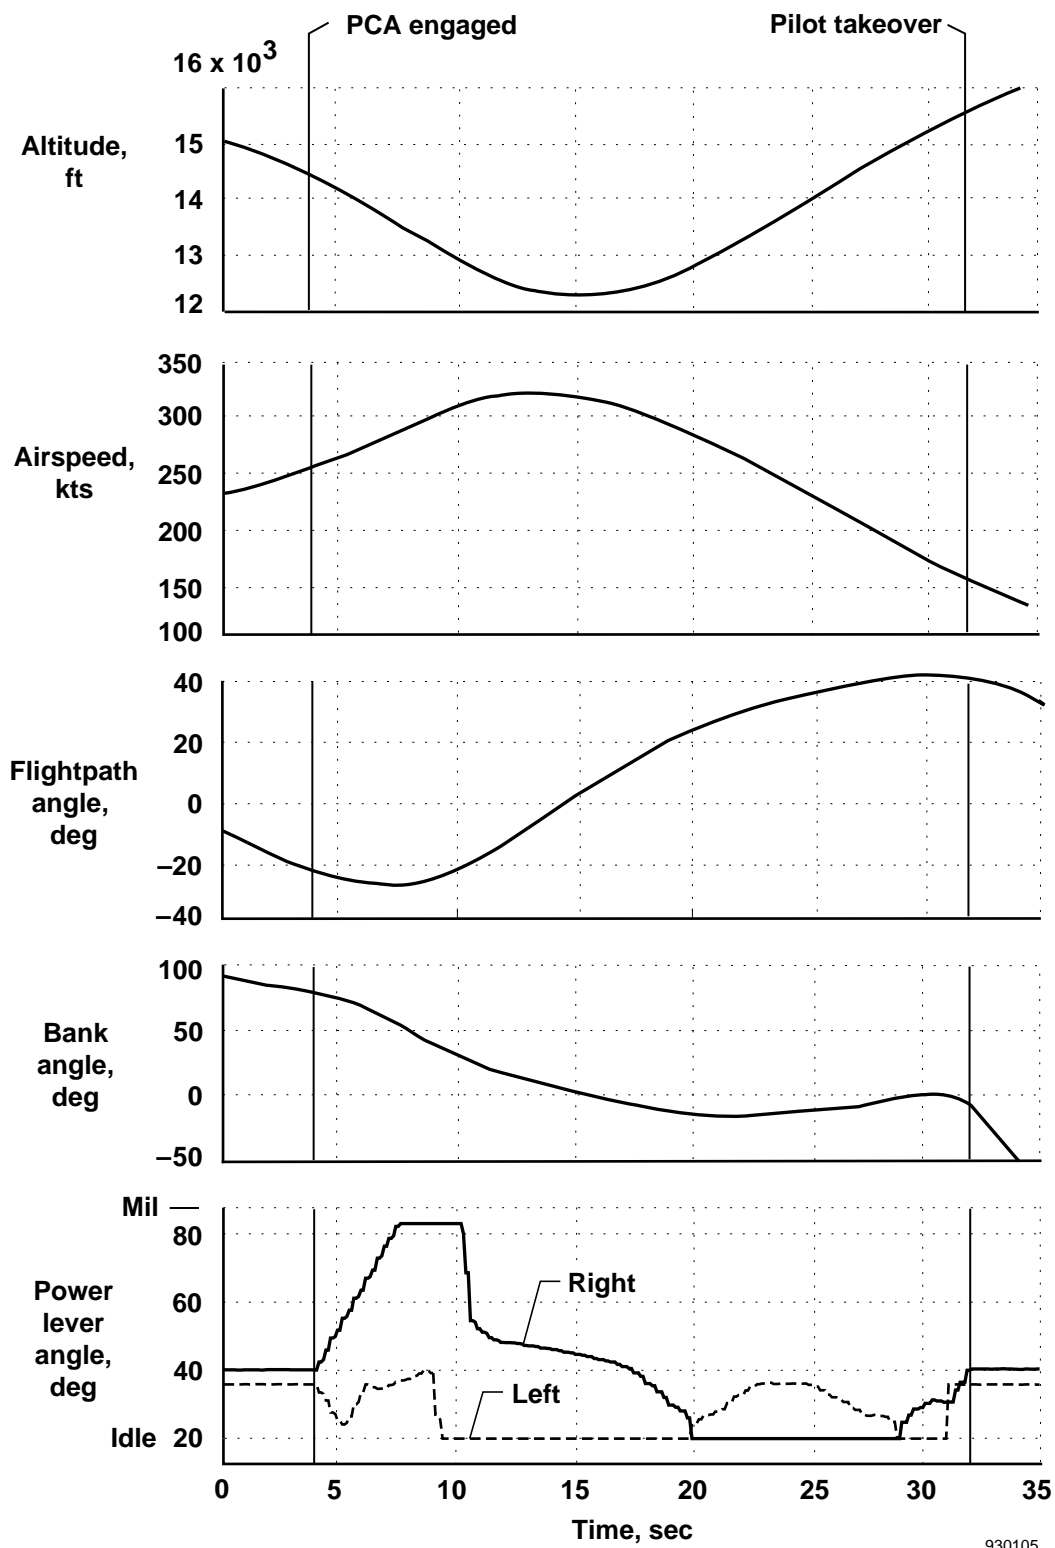 PCA engaged
Pilot takeover
16 x 10³
Altitude,
ft
15
14
13
12
350
300
Airspeed,
kts
250
200
150
100
40
20
Flightpath
angle,
deg
0
–20
–40
100
50
Bank
angle,
deg
0
–50
Mil
80
Power
lever
angle,
deg
60
Right
40
Left
Idle 20
0 5 10 15 20 25 30 35
Time, sec
930105